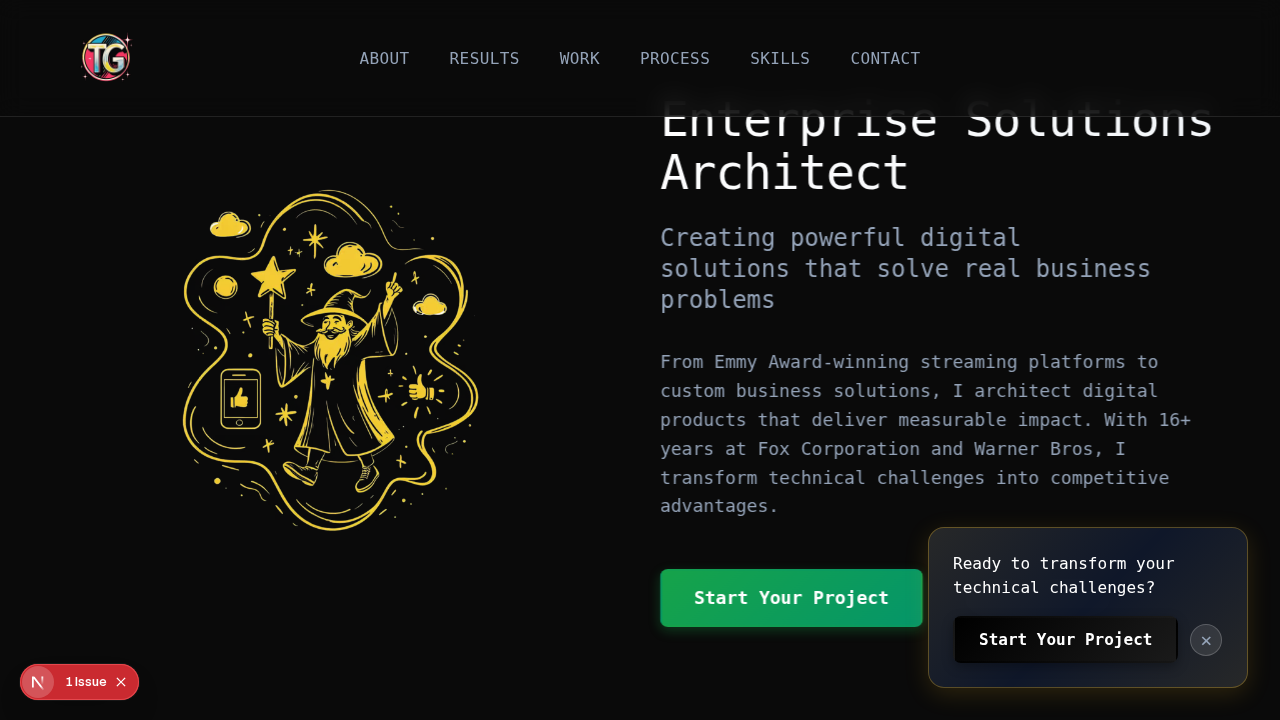 TG
ABOUT RESULTS WORK PROCESS SKILLS CONTACT
Enterprise Solutions
Architect
Creating powerful digital
solutions that solve real business
problems
From Emmy Award-winning streaming platforms to
custom business solutions, I architect digital
products that deliver measurable impact. With 16+
years at Fox Corporation and Warner Bros, I
transform technical challenges into competitive
advantages.
Start Your Project
Ready to transform your
technical challenges?
Start Your Project
1 Issue